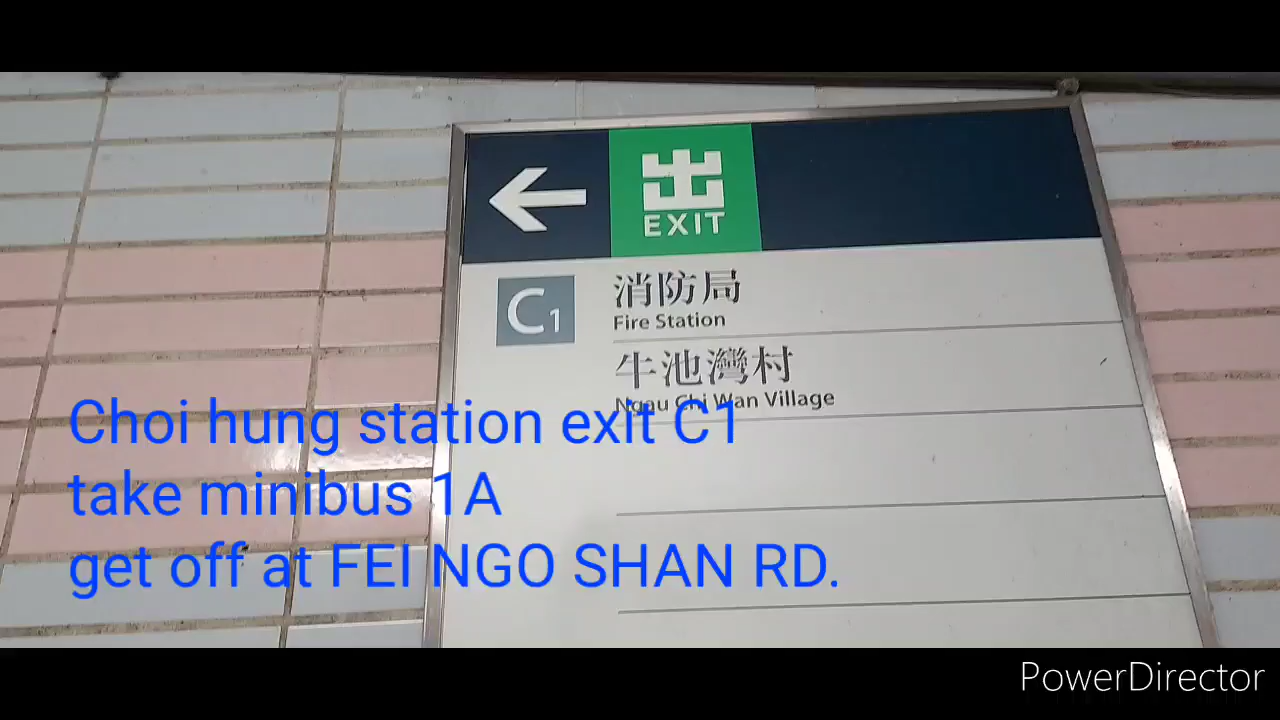 出
EXIT
C1
消防局
Fire Station
牛池灣村
Ngau Chi Wan Village
Choi hung station exit C1
take minibus 1A
get off at FEI NGO SHAN RD.
PowerDirector